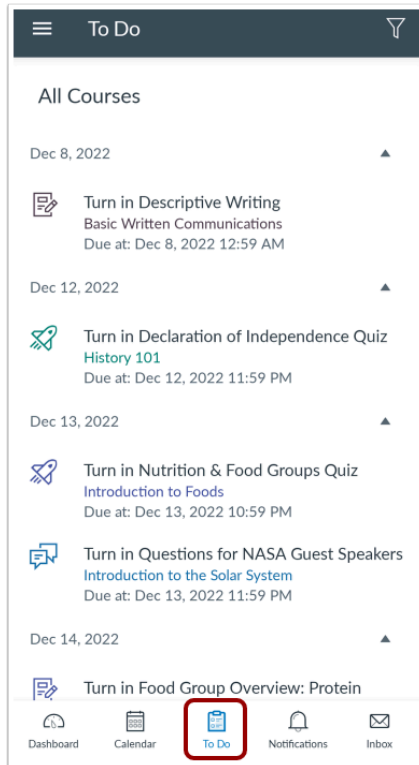 To Do
All Courses
Dec 8, 2022
Turn in Descriptive Writing
Basic Written Communications
Due at: Dec 8, 2022 12:59 AM
Dec 12, 2022
Turn in Declaration of Independence Quiz
History 101
Due at: Dec 12, 2022 11:59 PM
Dec 13, 2022
Turn in Nutrition & Food Groups Quiz
Introduction to Foods
Due at: Dec 13, 2022 10:59 PM
Turn in Questions for NASA Guest Speakers
Introduction to the Solar System
Due at: Dec 13, 2022 11:59 PM
Dec 14, 2022
Turn in Food Group Overview: Protein
Dashboard Calendar To Do Notifications Inbox